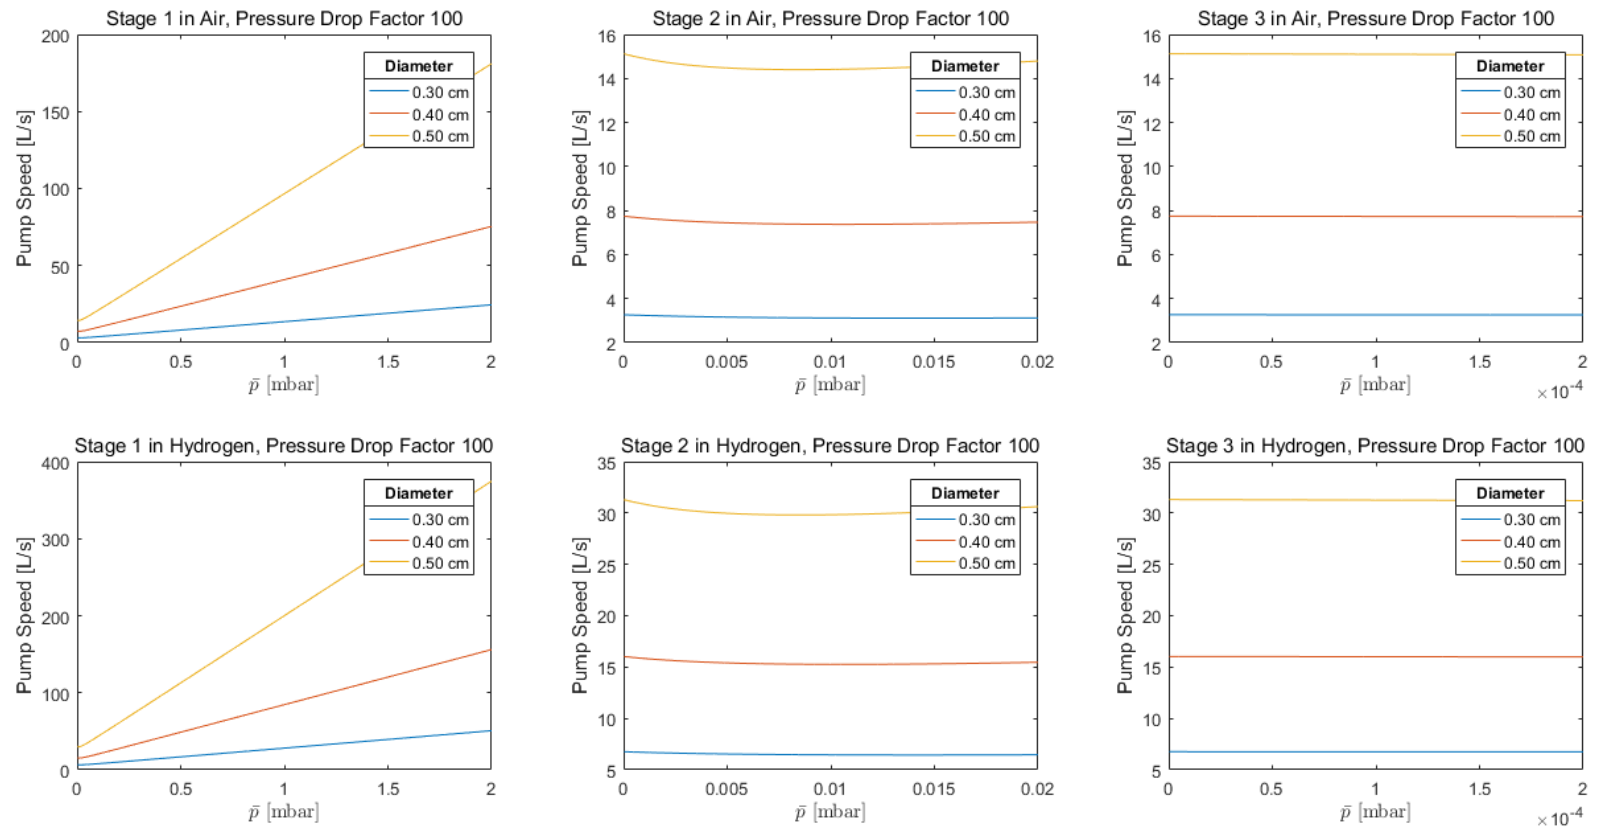 Stage 1 in Air, Pressure Drop Factor 100
200
150
100
50
0
Pump Speed [L/s]
Diameter
0.30 cm
0.40 cm
0.50 cm
0 0.5 1 1.5 2
p̄ [mbar]
Stage 2 in Air, Pressure Drop Factor 100
16
14
12
10
8
6
4
2
Pump Speed [L/s]
Diameter
0.30 cm
0.40 cm
0.50 cm
0 0.005 0.01 0.015 0.02
p̄ [mbar]
Stage 3 in Air, Pressure Drop Factor 100
16
14
12
10
8
6
4
2
Pump Speed [L/s]
Diameter
0.30 cm
0.40 cm
0.50 cm
0 0.5 1 1.5 2
p̄ [mbar]
×10⁻⁴
Stage 1 in Hydrogen, Pressure Drop Factor 100
400
300
200
100
0
Pump Speed [L/s]
Diameter
0.30 cm
0.40 cm
0.50 cm
0 0.5 1 1.5 2
p̄ [mbar]
Stage 2 in Hydrogen, Pressure Drop Factor 100
35
30
25
20
15
10
5
Pump Speed [L/s]
Diameter
0.30 cm
0.40 cm
0.50 cm
0 0.005 0.01 0.015 0.02
p̄ [mbar]
Stage 3 in Hydrogen, Pressure Drop Factor 100
35
30
25
20
15
10
5
Pump Speed [L/s]
Diameter
0.30 cm
0.40 cm
0.50 cm
0 0.5 1 1.5 2
p̄ [mbar]
×10⁻⁴